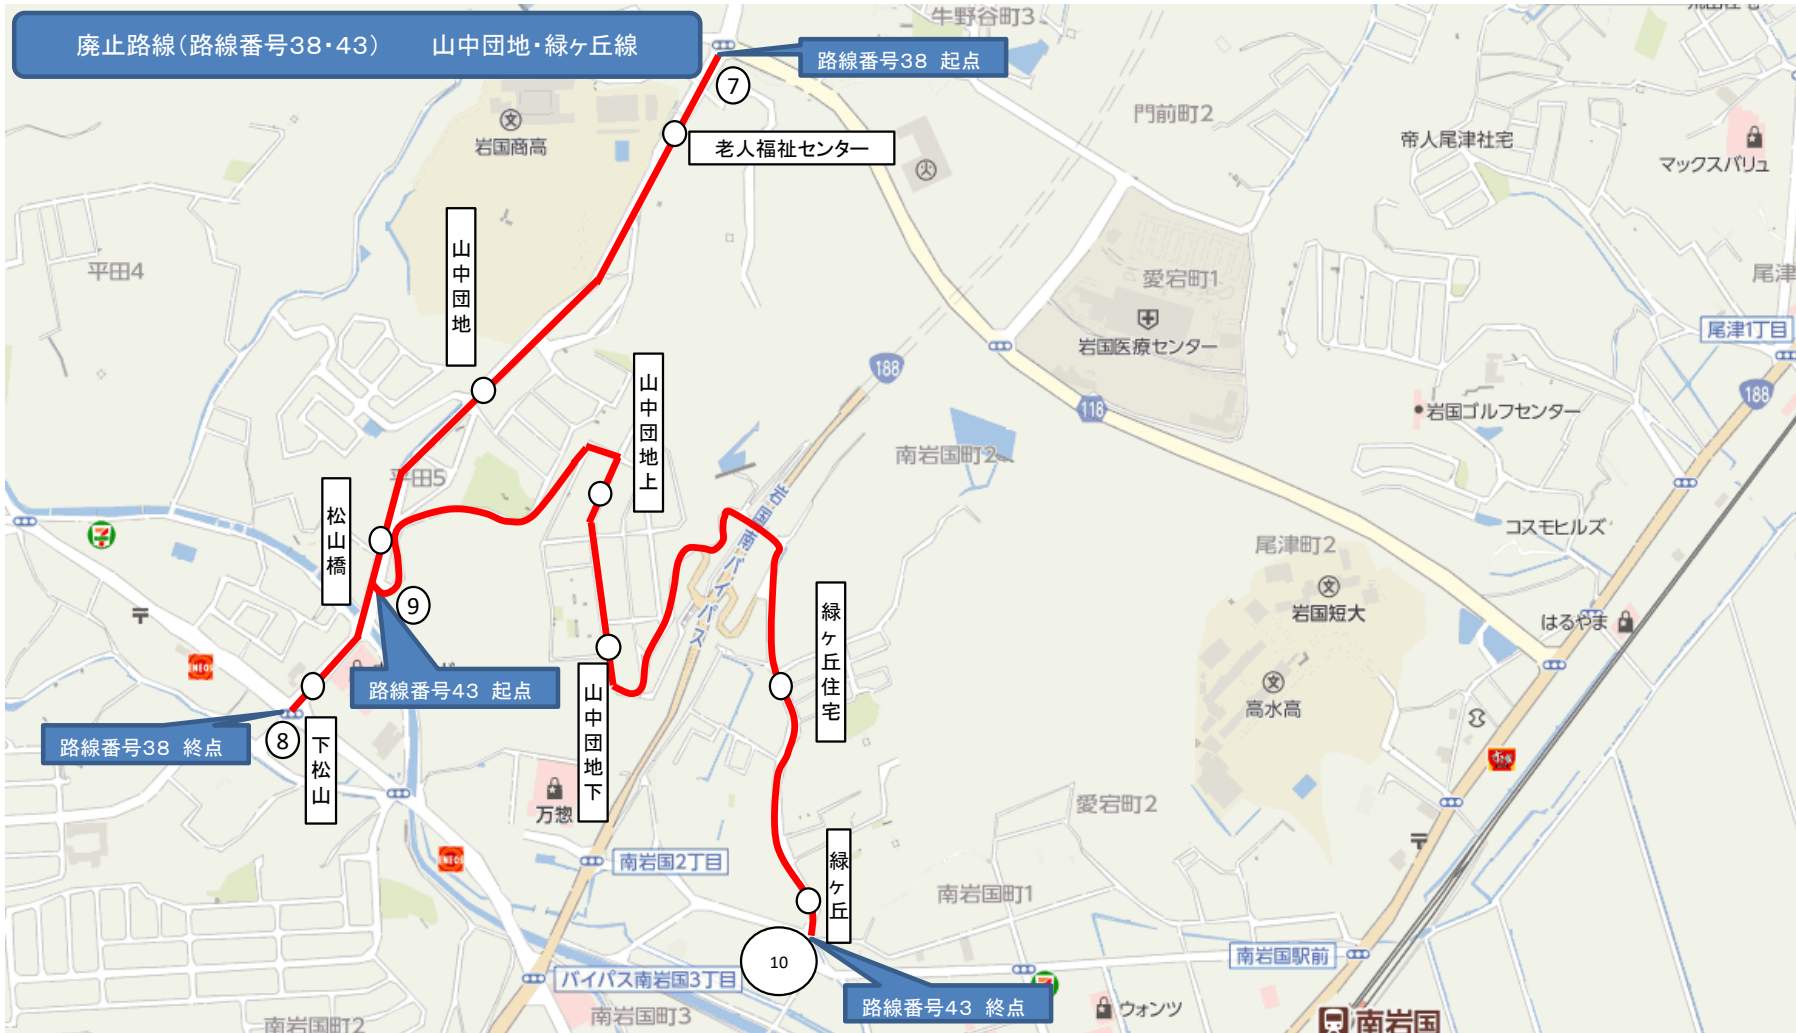 廃止路線(路線番号38・43)　　山中団地・緑ヶ丘線
牛野谷町3
路線番号38 起点
⑦
門前町2
岩国商高
老人福祉センター
帝人尾津社宅
マックスバリュ
平田4
山中団地
愛宕町1
尾津
岩国医療センター
尾津1丁目
188
山中団地上
118
188
岩国ゴルフセンター
南岩国町2
平田5
松山橋
岩国南バイパス
コスモヒルズ
尾津町2
⑨
緑ヶ丘住宅
岩国短大
はるやま
ENEOS
路線番号43 起点
山中団地下
高水高
路線番号38 終点
⑧
下松山
万惣
愛宕町2
ENEOS
南岩国2丁目
緑ヶ丘
南岩国町1
10
南岩国駅前
バイパス南岩国3丁目
路線番号43 終点
ウォンツ
南岩国町2
南岩国町3
南岩国